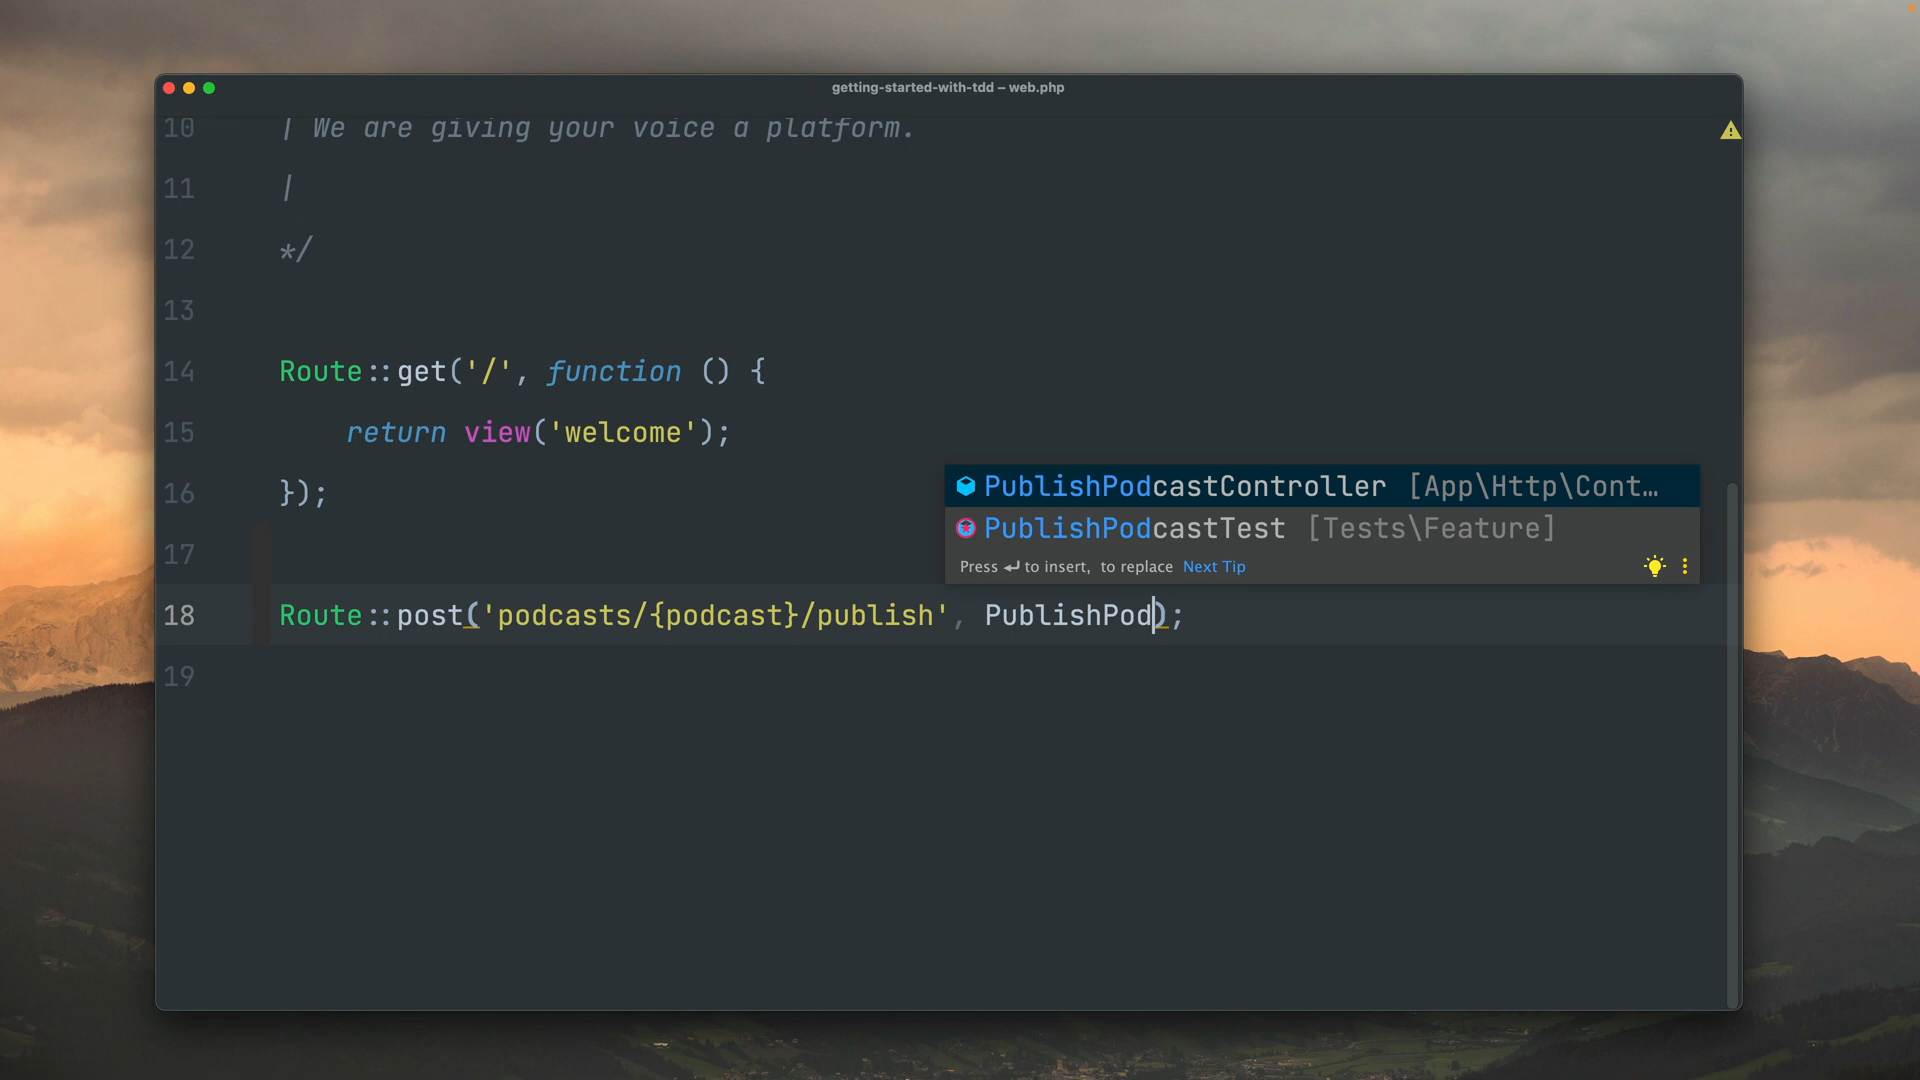 getting-started-with-tdd – web.php
10 | We are giving your voice a platform.
11 |
12 */
13
14 Route::get('/', function () {
15 return view('welcome');
16 });
PublishPodcastController [App\Http\Cont…
PublishPodcastTest [Tests\Feature]
17
Press ↵ to insert, to replace Next Tip
18 Route::post('podcasts/{podcast}/publish', PublishPod);
19